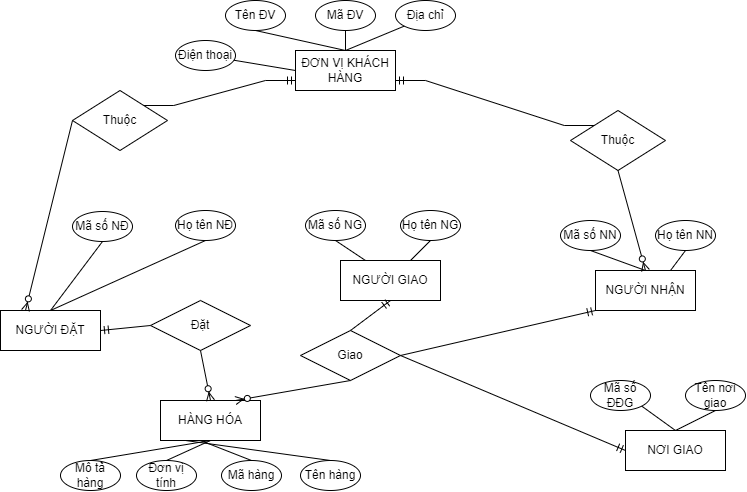 Tên ĐV
Mã ĐV
Địa chỉ
Điện thoại
ĐƠN VỊ KHÁCH
HÀNG
Thuộc
Thuộc
Mã số NĐ
Họ tên NĐ
Mã số NG
Họ tên NG
Mã số NN
Họ tên NN
NGƯỜI GIAO
NGƯỜI NHẬN
NGƯỜI ĐẶT
Đặt
Giao
Mã số
ĐĐG
Tên nơi
giao
HÀNG HÓA
NƠI GIAO
Mô tả
hàng
Đơn vị
tính
Mã hàng
Tên hàng